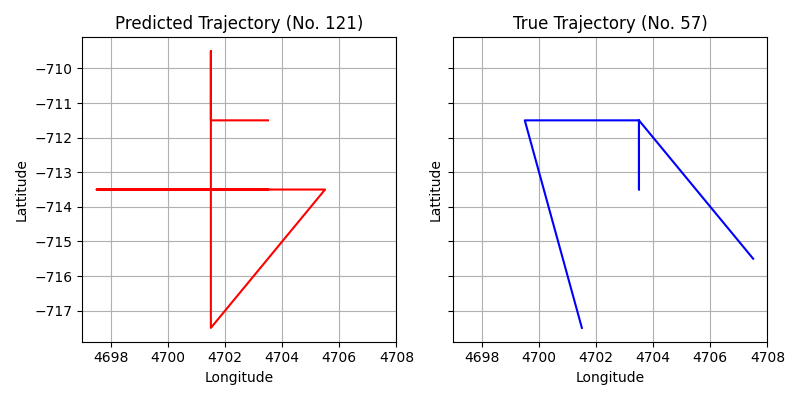 Predicted Trajectory (No. 121)
True Trajectory (No. 57)
−710
−711
−712
−713
−714
−715
−716
−717
Lattitude
Lattitude
4698 4700 4702 4704 4706 4708
4698 4700 4702 4704 4706 4708
Longitude
Longitude